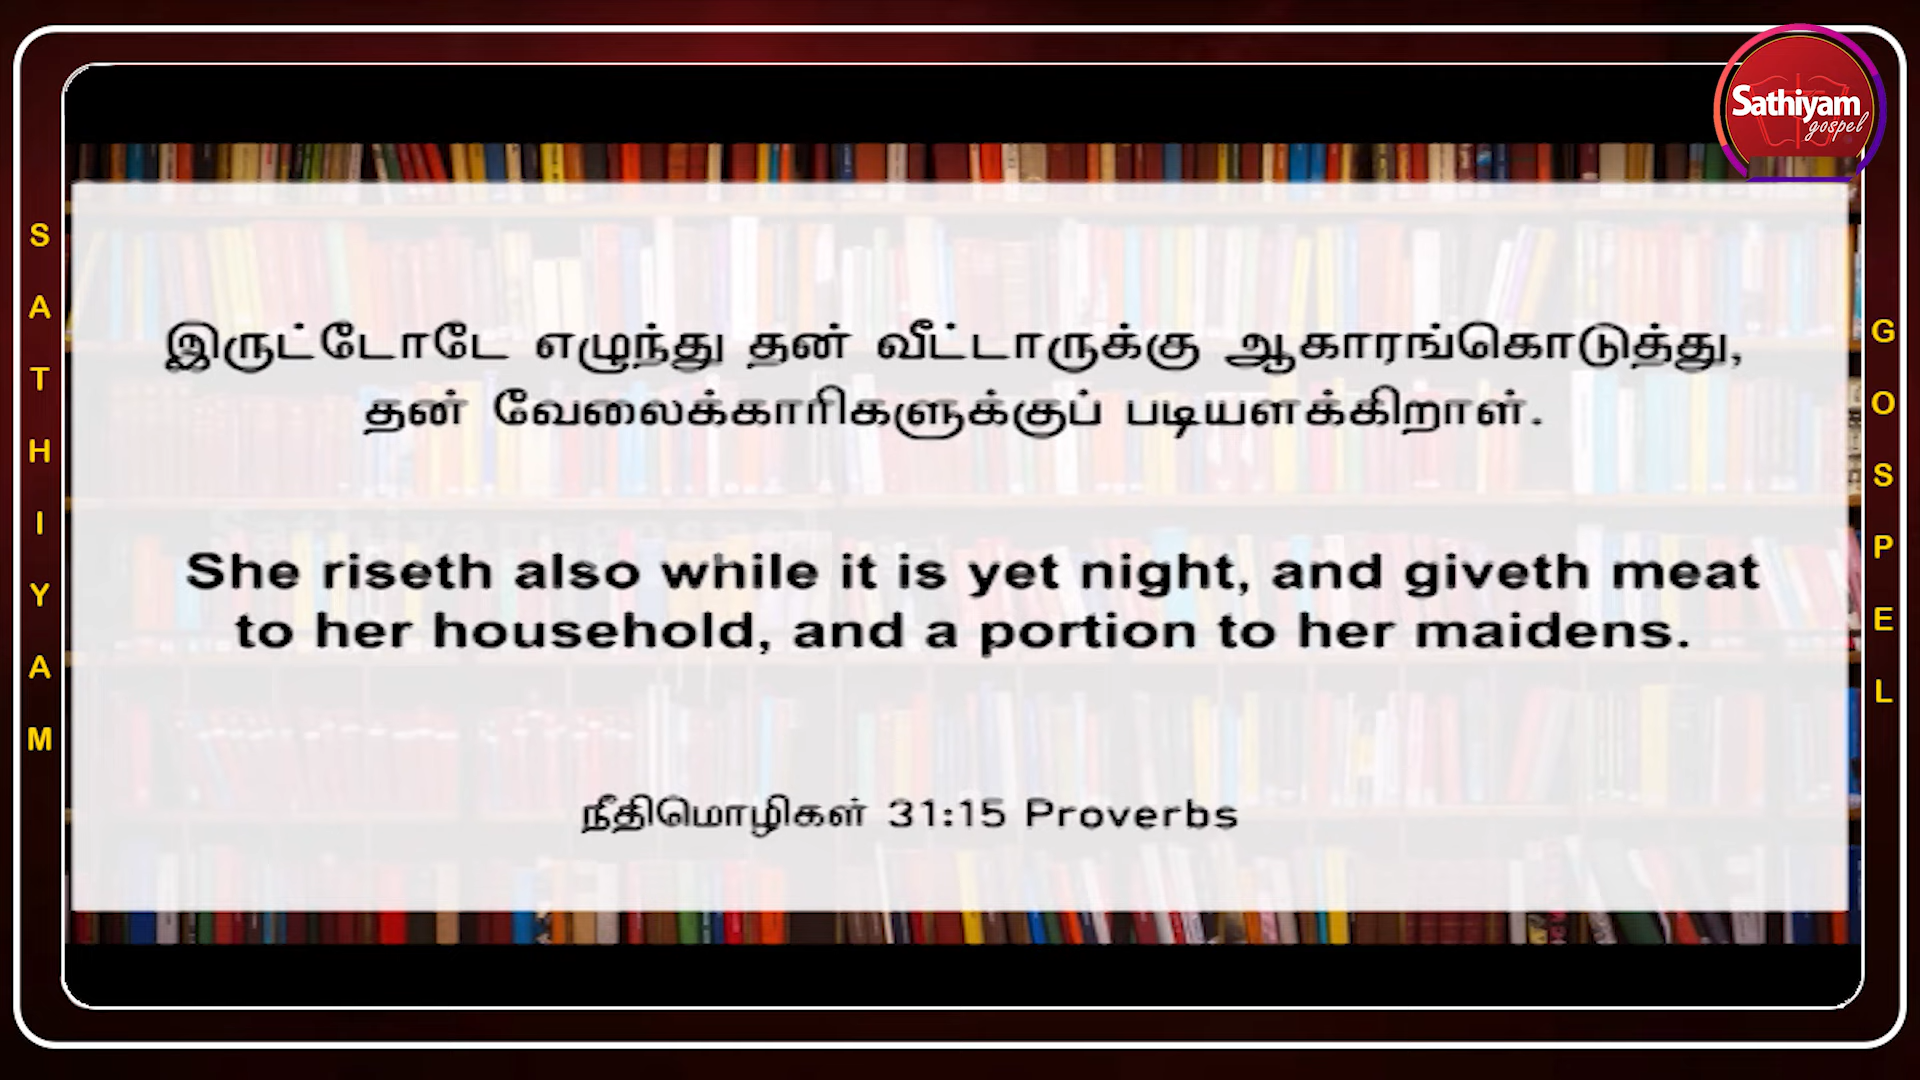 Sathiyam
gospel
SATHIYAM
இருட்டோடே எழுந்து தன் வீட்டாருக்கு ஆகாரங்கொடுத்து,
தன் வேலைக்காரிகளுக்குப் படியளக்கிறாள்.
She riseth also while it is yet night, and giveth meat
to her household, and a portion to her maidens.
நீதிமொழிகள் 31:15 Proverbs
GOSPEL